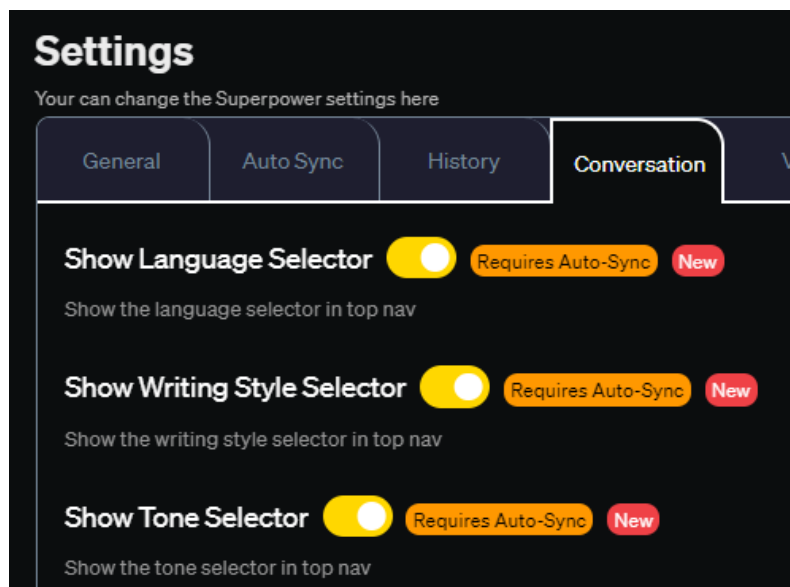 Settings
Your can change the Superpower settings here
General Auto Sync History Conversation
Show Language Selector Requires Auto-Sync New
Show the language selector in top nav
Show Writing Style Selector Requires Auto-Sync New
Show the writing style selector in top nav
Show Tone Selector Requires Auto-Sync New
Show the tone selector in top nav